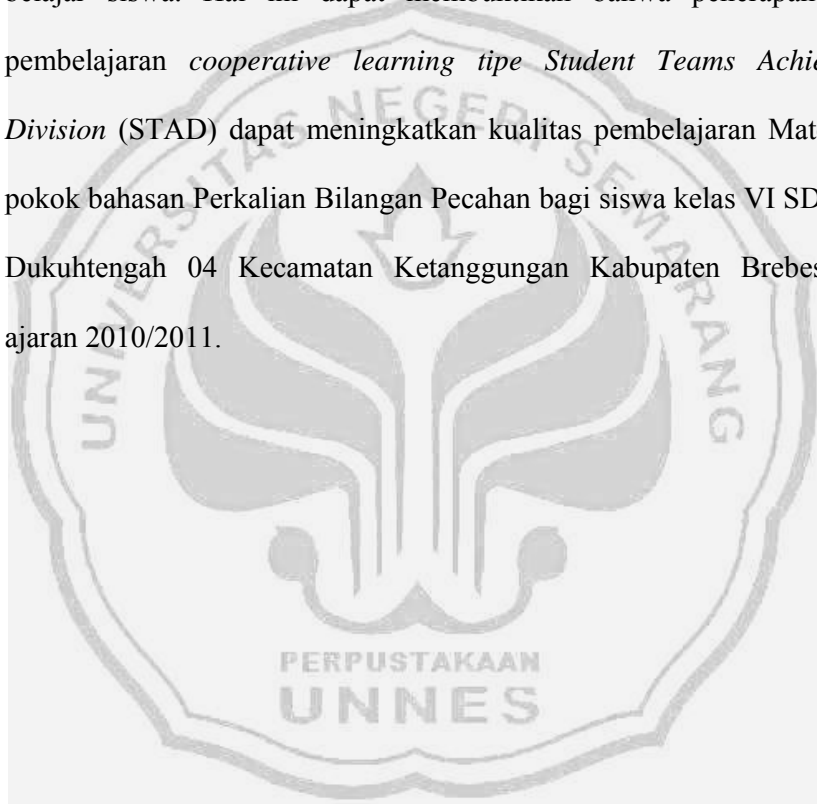 belajar siswa. Hal ini dapat membuktikan bahwa penerapan
pembelajaran cooperative learning tipe Student Teams Achie
Division (STAD) dapat meningkatkan kualitas pembelajaran Mat
pokok bahasan Perkalian Bilangan Pecahan bagi siswa kelas VI SD
Dukuhtengah 04 Kecamatan Ketanggungan Kabupaten Brebes
ajaran 2010/2011.
UNIVERSITAS NEGERI SEMARANG
PERPUSTAKAAN
UNNES